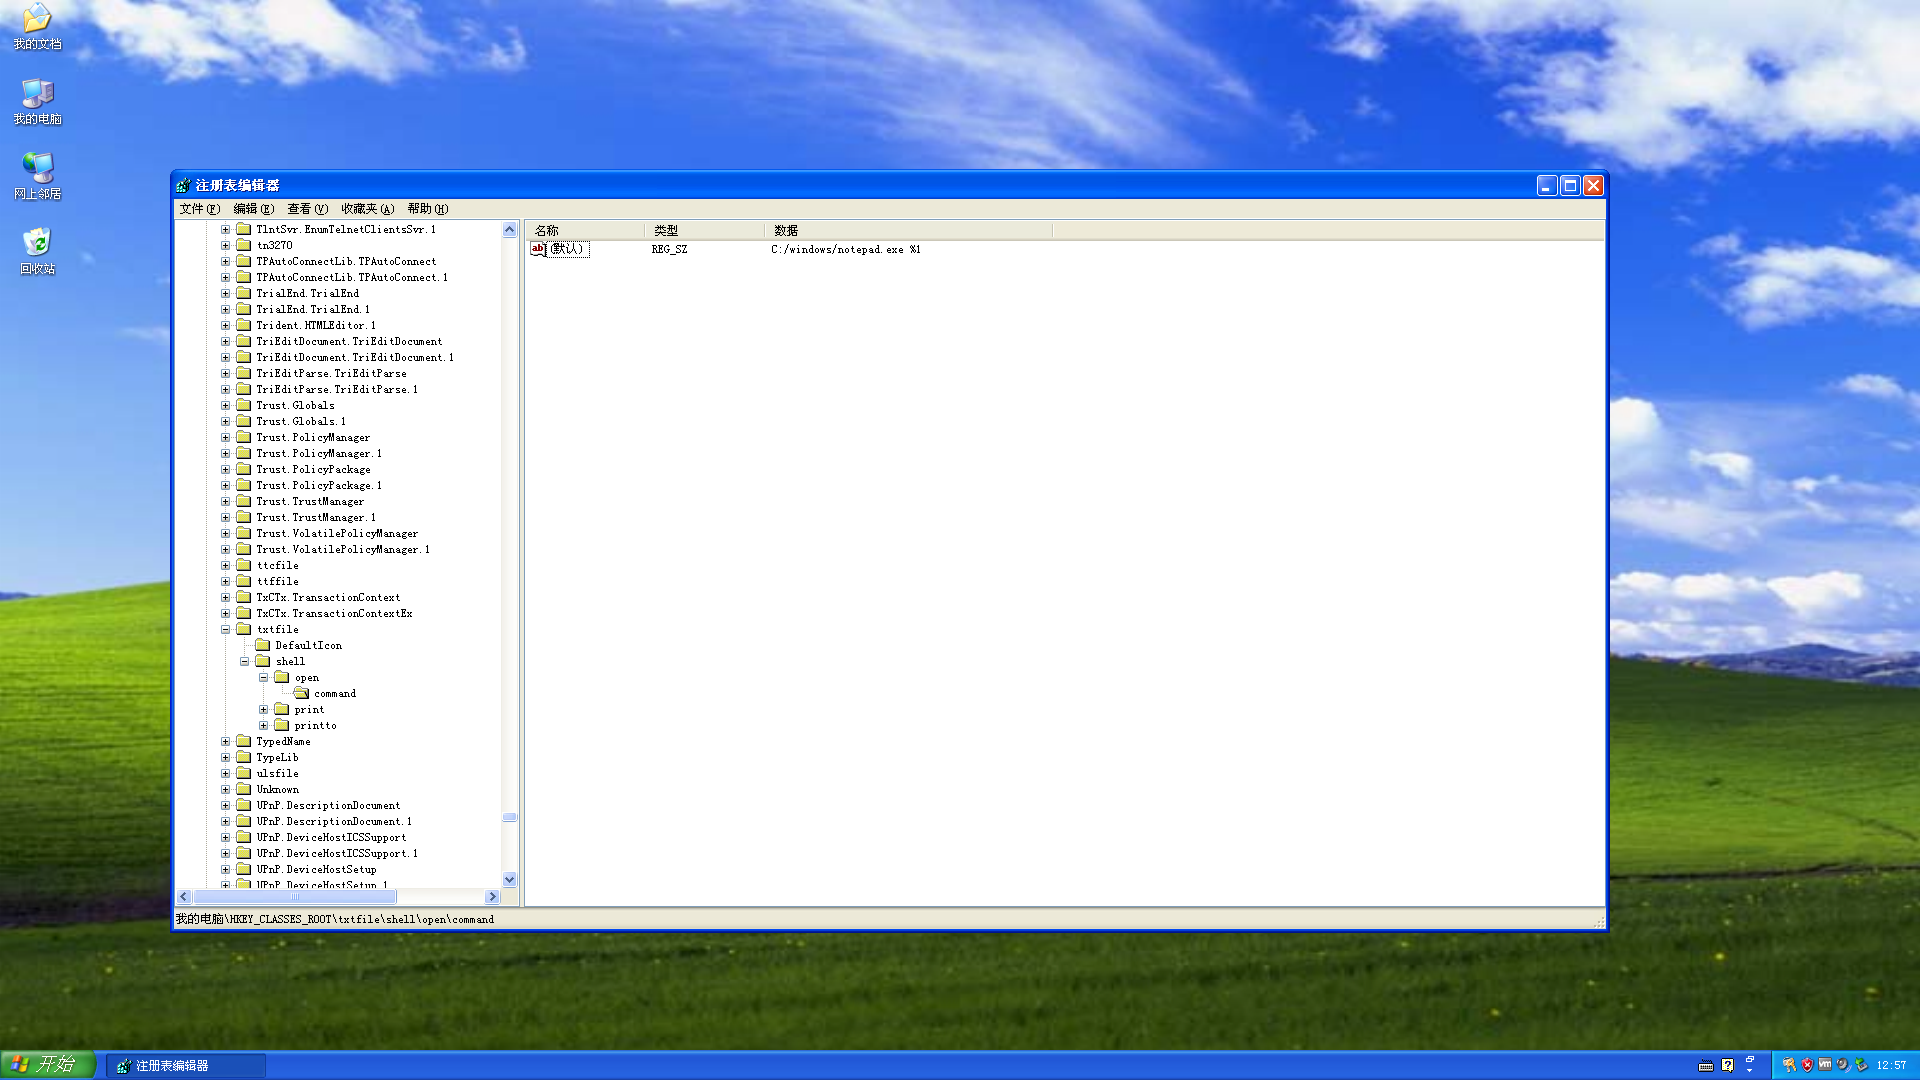 我的文档
我的电脑
网上邻居
回收站
注册表编辑器
文件(F) 编辑(E) 查看(V) 收藏夹(A) 帮助(H)
TlntSvr.EnumTelnetClientsSvr.1
tn3270
TPAutoConnectLib.TPAutoConnect
TPAutoConnectLib.TPAutoConnect.1
TrialEnd.TrialEnd
TrialEnd.TrialEnd.1
Trident.HTMLEditor.1
TriEditDocument.TriEditDocument
TriEditDocument.TriEditDocument.1
TriEditParse.TriEditParse
TriEditParse.TriEditParse.1
Trust.Globals
Trust.Globals.1
Trust.PolicyManager
Trust.PolicyManager.1
Trust.PolicyPackage
Trust.PolicyPackage.1
Trust.TrustManager
Trust.TrustManager.1
Trust.VolatilePolicyManager
Trust.VolatilePolicyManager.1
ttcfile
ttffile
TxCTx.TransactionContext
TxCTx.TransactionContextEx
txtfile
DefaultIcon
shell
open
command
print
printto
TypedName
TypeLib
ulsfile
Unknown
UPnP.DescriptionDocument
UPnP.DescriptionDocument.1
UPnP.DeviceHostICSSupport
UPnP.DeviceHostICSSupport.1
UPnP.DeviceHostSetup
UPnP.DeviceHostSetup.1
名称 类型 数据
ab (默认) REG_SZ C:/windows/notepad.exe %1
我的电脑\HKEY_CLASSES_ROOT\txtfile\shell\open\command
开始 注册表编辑器 12:57